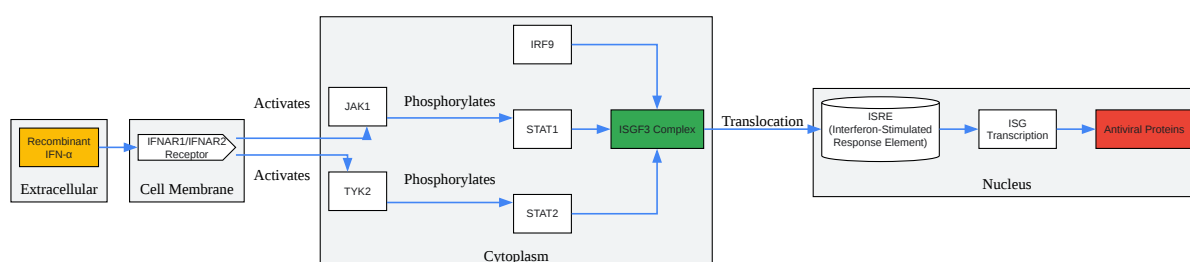 Recombinant
IFN-α
Extracellular
IFNAR1/IFNAR2
Receptor
Cell Membrane
Activates
Activates
JAK1
TYK2
Phosphorylates
Phosphorylates
IRF9
STAT1
STAT2
ISGF3 Complex
Cytoplasm
Translocation
ISRE
(Interferon-Stimulated
Response Element)
ISG
Transcription
Antiviral Proteins
Nucleus